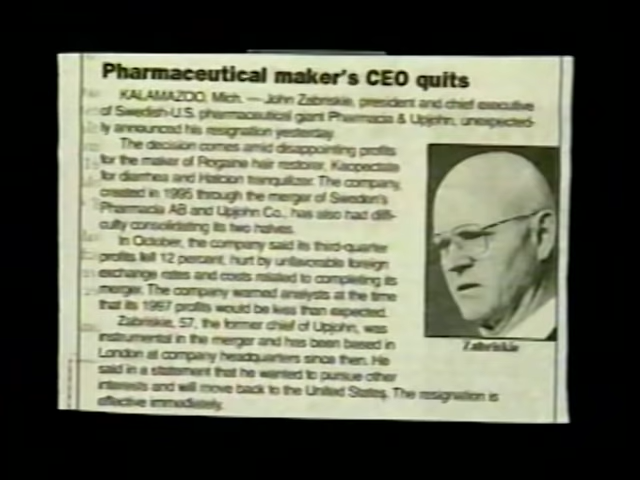 Pharmaceutical maker's CEO quits
KALAMAZOO, Mich. — John Zabriskie, president and chief executive
of Swedish-U.S. pharmaceutical giant Pharmacia & Upjohn, unexpected-
ly announced his resignation yesterday.
The decision comes amid disappointing profits
for the maker of Rogaine hair restorer, Kaopectate
for diarrhea and Halcion tranquilizer. The company,
created in 1995 through the merger of Sweden's
Pharmacia AB and Upjohn Co., has also had diffi-
culty consolidating its two halves.
In October, the company said its third-quarter
profits fell 12 percent, hurt by unfavorable foreign
exchange rates and costs related to completing its
merger. The company warned analysts at the time
that its 1997 profits would be less than expected.
Zabriskie, 57, the former chief of Upjohn, was
instrumental in the merger and has been based in
London at company headquarters since then. He
said in a statement that he wanted to pursue other
interests and will move back to the United States. The resignation is
effective immediately.
Zabriskie